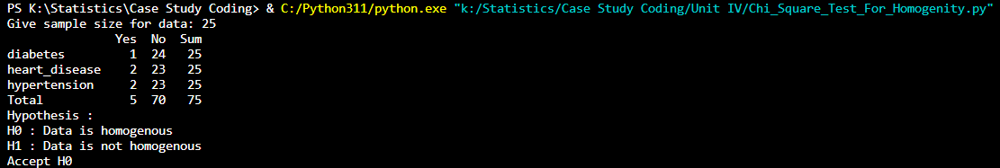 PS K:\Statistics\Case Study Coding> & C:/Python311/python.exe "k:/Statistics/Case Study Coding/Unit IV/Chi_Square_Test_For_Homogenity.py"
Give sample size for data: 25
Yes No Sum
diabetes 1 24 25
heart_disease 2 23 25
hypertension 2 23 25
Total 5 70 75
Hypothesis :
H0 : Data is homogenous
H1 : Data is not homogenous
Accept H0